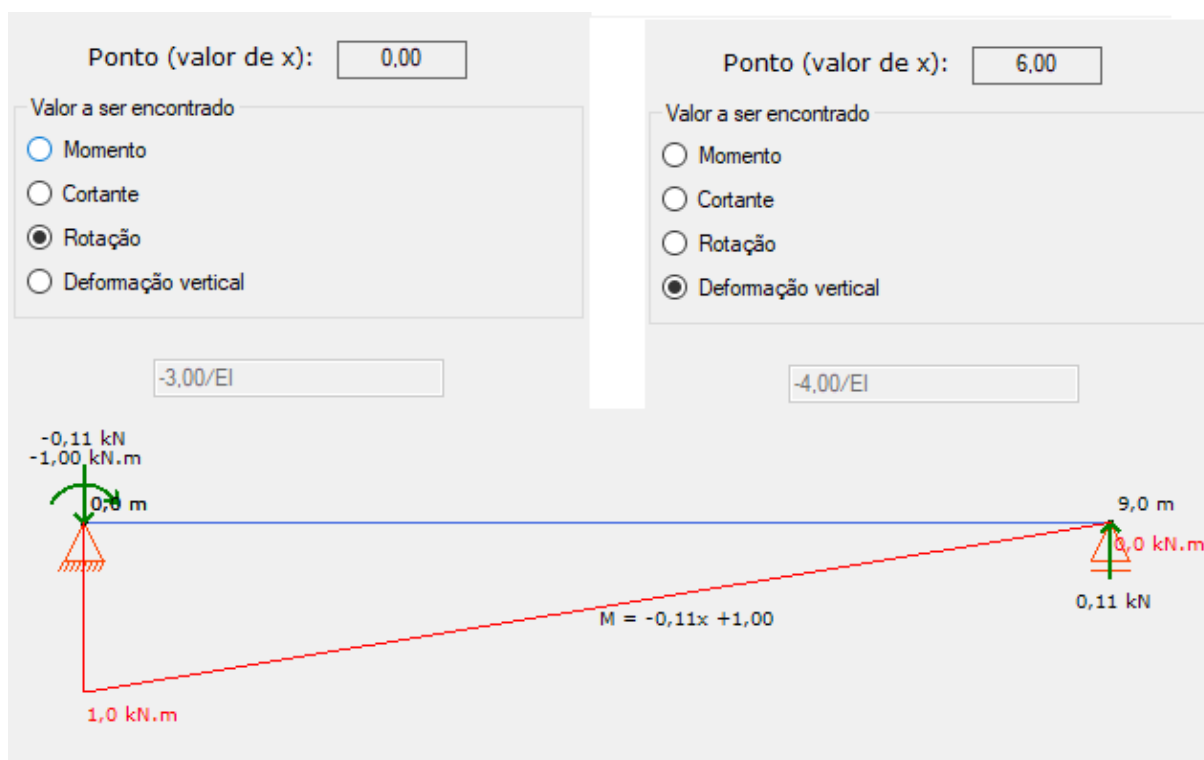 Ponto (valor de x): 0,00
Valor a ser encontrado
Momento
Cortante
Rotação
Deformação vertical
-3,00/EI
Ponto (valor de x): 6,00
Valor a ser encontrado
Momento
Cortante
Rotação
Deformação vertical
-4,00/EI
-0,11 kN
-1,00 kN.m
0,0 m
9,0 m
0,0 kN.m
0,11 kN
M = -0,11x +1,00
1,0 kN.m